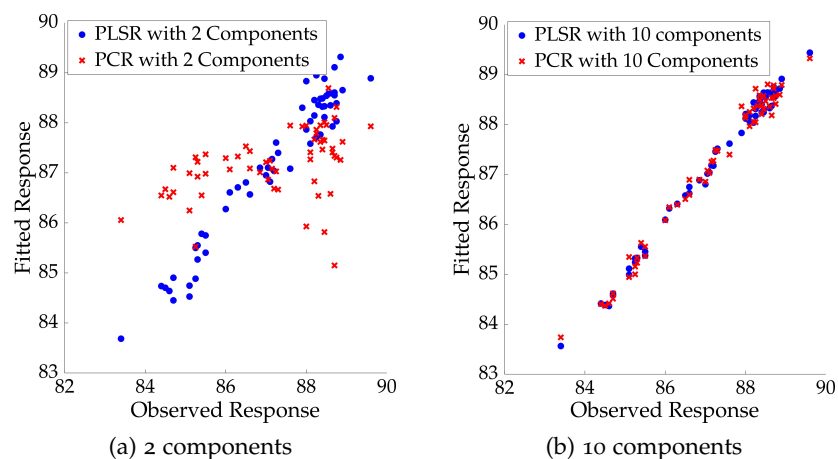 PLSR with 2 Components
PCR with 2 Components
90
89
88
87
86
85
84
83
Fitted Response
82
84
86
88
90
Observed Response
(a) 2 components
PLSR with 10 components
PCR with 10 Components
90
89
88
87
86
85
84
83
Fitted Response
82
84
86
88
90
Observed Response
(b) 10 components